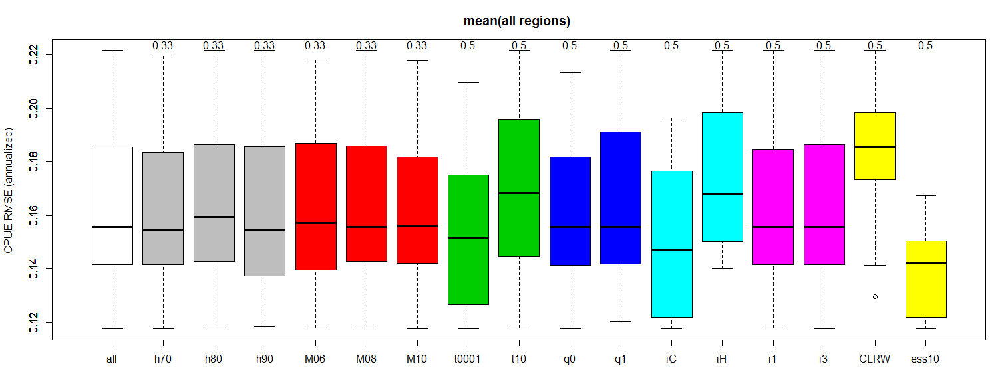 mean(all regions)
0.33 0.33 0.33 0.33 0.33 0.33 0.5 0.5 0.5 0.5 0.5 0.5 0.5 0.5 0.5 0.5
CPUE RMSE (annualized)
0.22
0.20
0.18
0.16
0.14
0.12
all h70 h80 h90 M06 M08 M10 t0001 t10 q0 q1 iC iH i1 i3 CLRW ess10